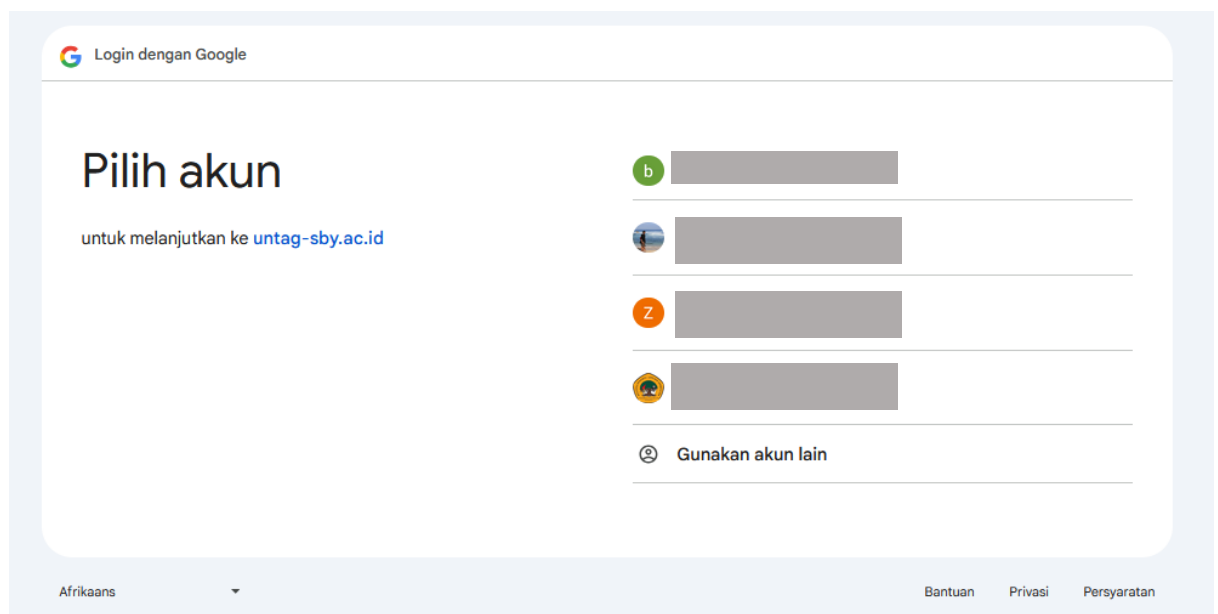 Login dengan Google
Pilih akun
untuk melanjutkan ke untag-sby.ac.id
b
Z
Gunakan akun lain
Afrikaans
Bantuan Privasi Persyaratan